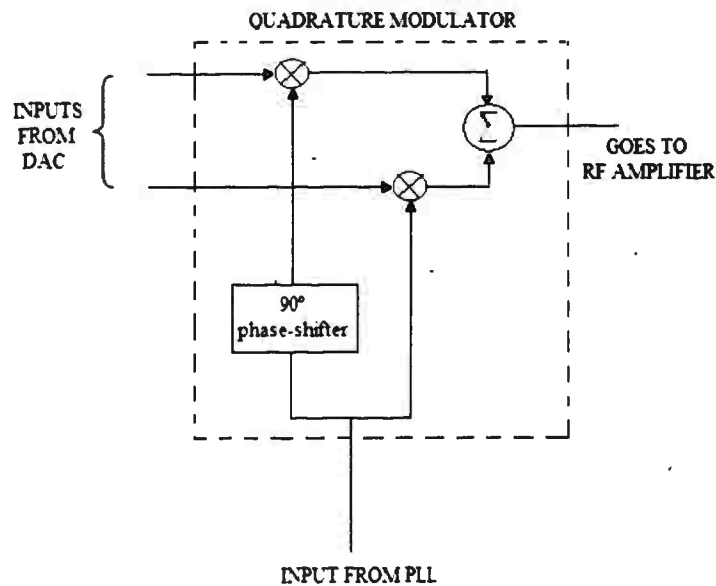 QUADRATURE MODULATOR
INPUTS
FROM
DAC
Σ
GOES TO
RF AMPLIFIER
90°
phase-shifter
INPUT FROM PLL